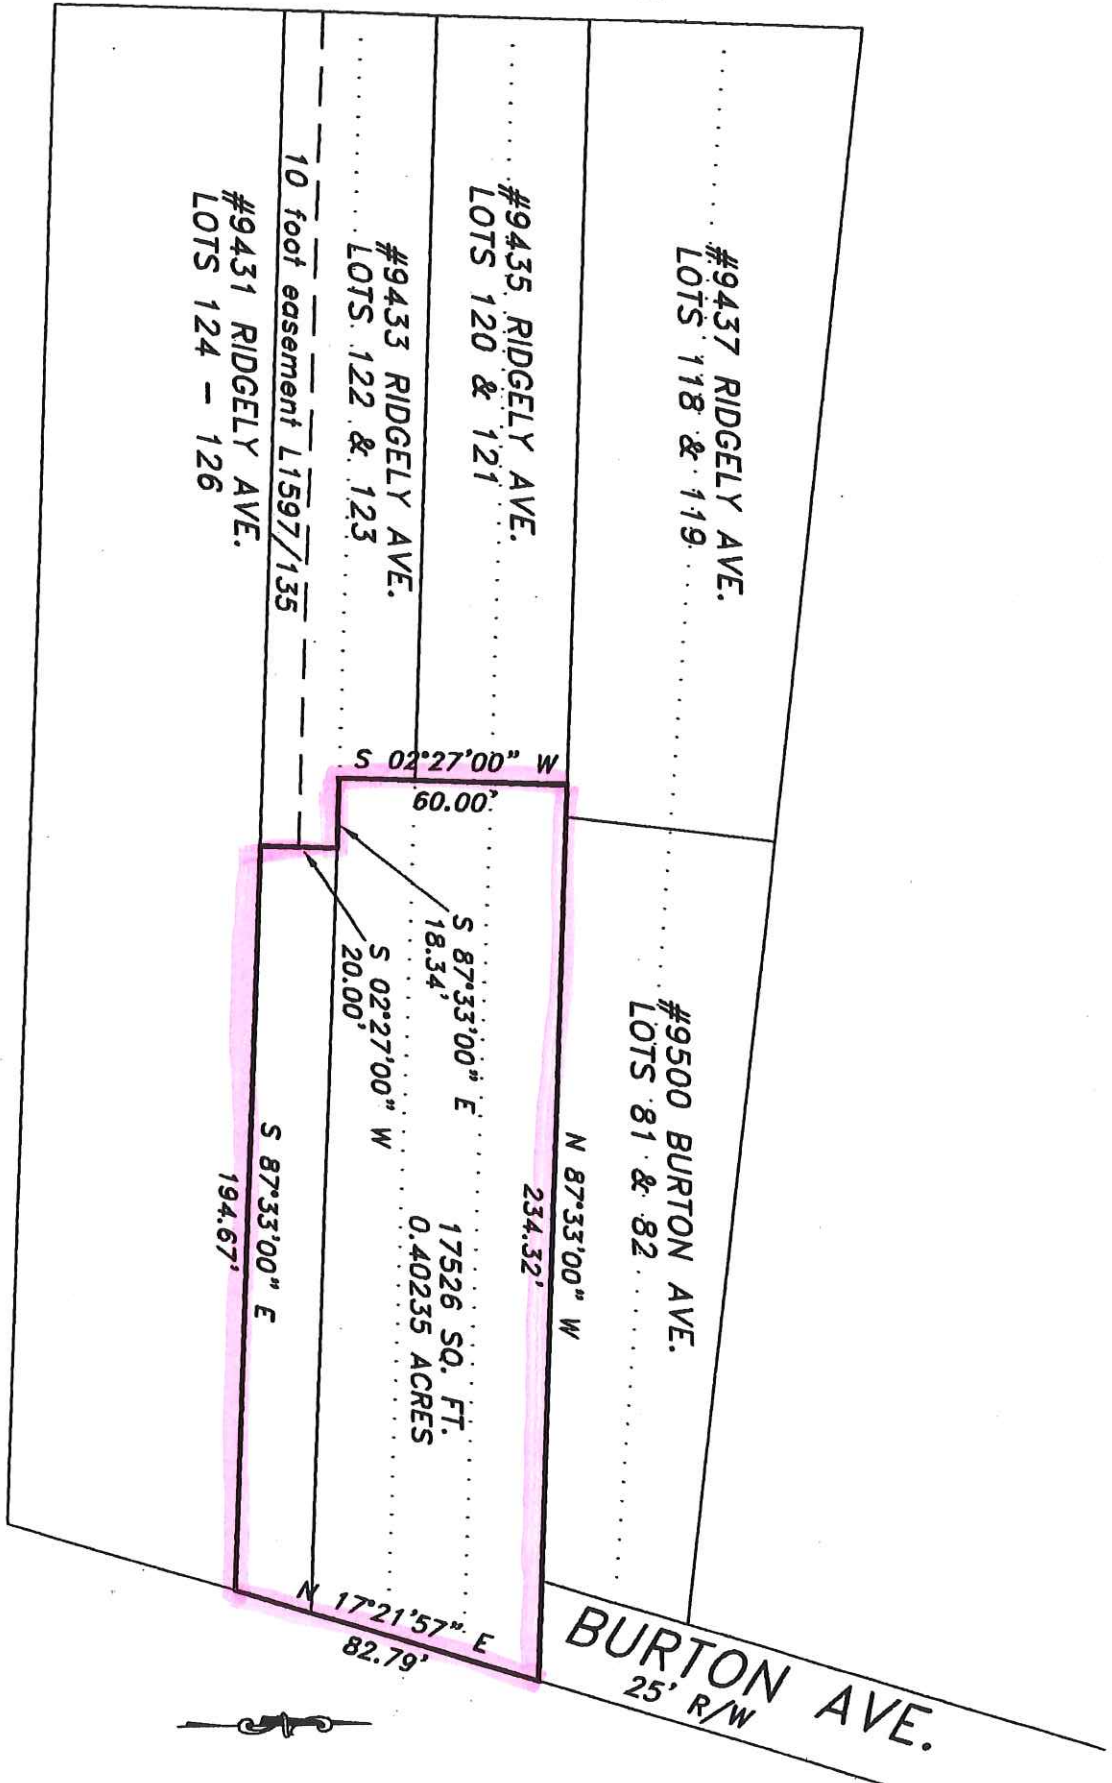 #9437 RIDGELY AVE.
LOTS 118 & 119
#9435 RIDGELY AVE.
LOTS 120 & 121
#9433 RIDGELY AVE.
LOTS 122 & 123
10 foot easement L1597/135
#9431 RIDGELY AVE.
LOTS 124 - 126
#9500 BURTON AVE.
LOTS 81 & 82
S 02°27'00" W
60.00'
S 87°33'00" E
18.34'
S 02°27'00" W
20.00'
N 87°33'00" W
234.32'
17526 SQ. FT.
0.40235 ACRES
S 87°33'00" E
194.67'
N 17°21'57" E
82.79'
BURTON AVE.
25' R/W